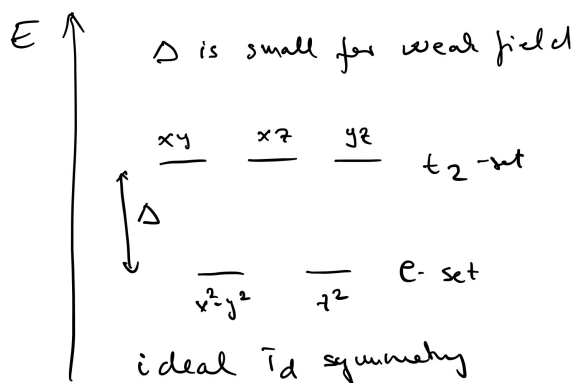 E
Δ is small for weak field
xy xz yz
t2-set
Δ
e-set
x²-y² z²
ideal Td symmetry